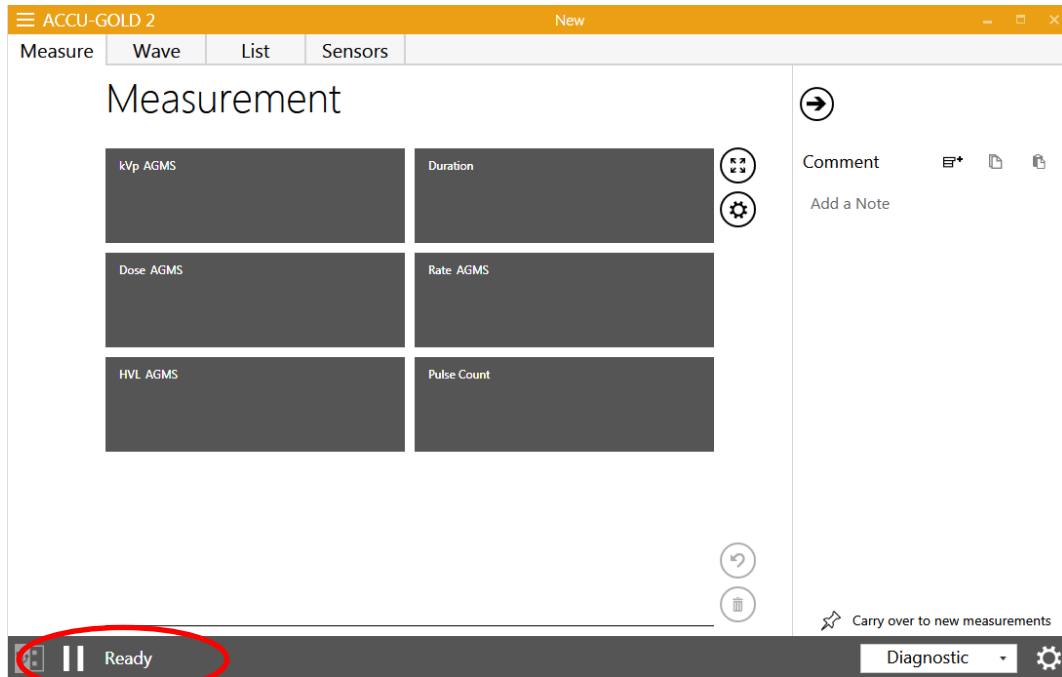 ACCU-GOLD 2 New
Measure Wave List Sensors
Measurement
kVp AGMS Duration
Dose AGMS Rate AGMS
HVL AGMS Pulse Count
Comment
Add a Note
Carry over to new measurements
Ready Diagnostic